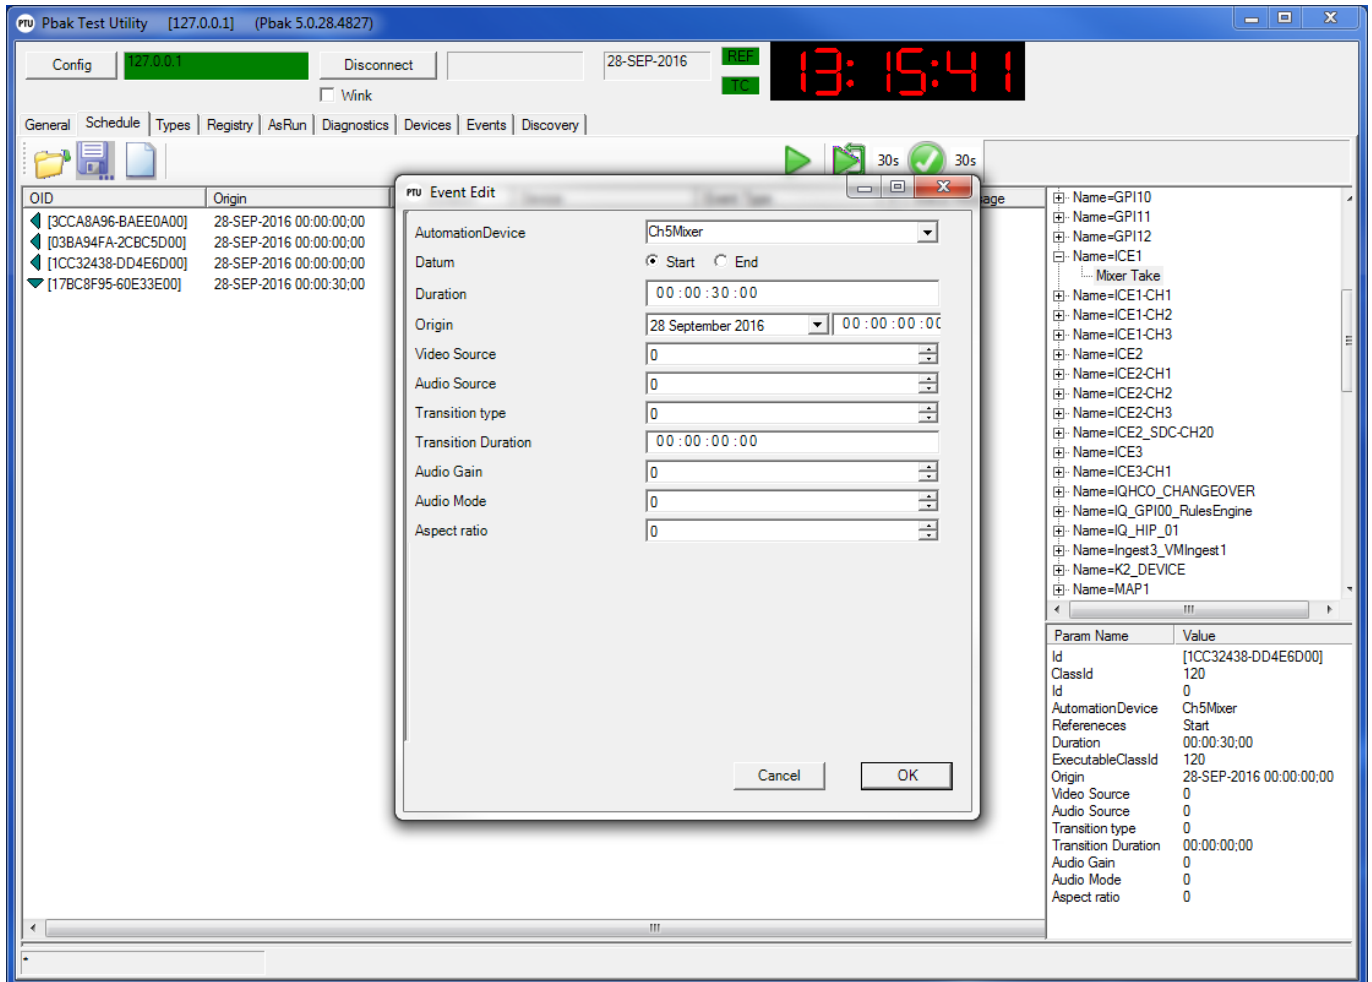 PTU Pbak Test Utility [127.0.0.1] (Pbak 5.0.28.4827)
Config 127.0.0.1 Disconnect 28-SEP-2016 REF 13:15:41
Wink TC
General Schedule Types Registry AsRun Diagnostics Devices Events Discovery
30s 30s
OID Origin Device Event Type age
[3CCA8A96-BAEE0A00] 28-SEP-2016 00:00:00;00
[03BA94FA-2CBC5D00] 28-SEP-2016 00:00:00;00
[1CC32438-DD4E6D00] 28-SEP-2016 00:00:00;00
[17BC8F95-60E33E00] 28-SEP-2016 00:00:30;00
PTU Event Edit
AutomationDevice Ch5Mixer
Datum Start End
Duration 00:00:30:00
Origin 28 September 2016 00:00:00:00
Video Source 0
Audio Source 0
Transition type 0
Transition Duration 00:00:00:00
Audio Gain 0
Audio Mode 0
Aspect ratio 0
Cancel OK
Name=GPI10
Name=GPI11
Name=GPI12
Name=ICE1
Mixer Take
Name=ICE1-CH1
Name=ICE1-CH2
Name=ICE1-CH3
Name=ICE2
Name=ICE2-CH1
Name=ICE2-CH2
Name=ICE2-CH3
Name=ICE2_SDC-CH20
Name=ICE3
Name=ICE3-CH1
Name=IQHCO_CHANGEOVER
Name=IQ_GPI00_RulesEngine
Name=IQ_HIP_01
Name=Ingest3_VMIngest1
Name=K2_DEVICE
Name=MAP1
Param Name Value
Id [1CC32438-DD4E6D00]
ClassId 120
Id 0
AutomationDevice Ch5Mixer
Refereneces Start
Duration 00:00:30;00
ExecutableClassId 120
Origin 28-SEP-2016 00:00:00;00
Video Source 0
Audio Source 0
Transition type 0
Transition Duration 00:00:00;00
Audio Gain 0
Audio Mode 0
Aspect ratio 0
*